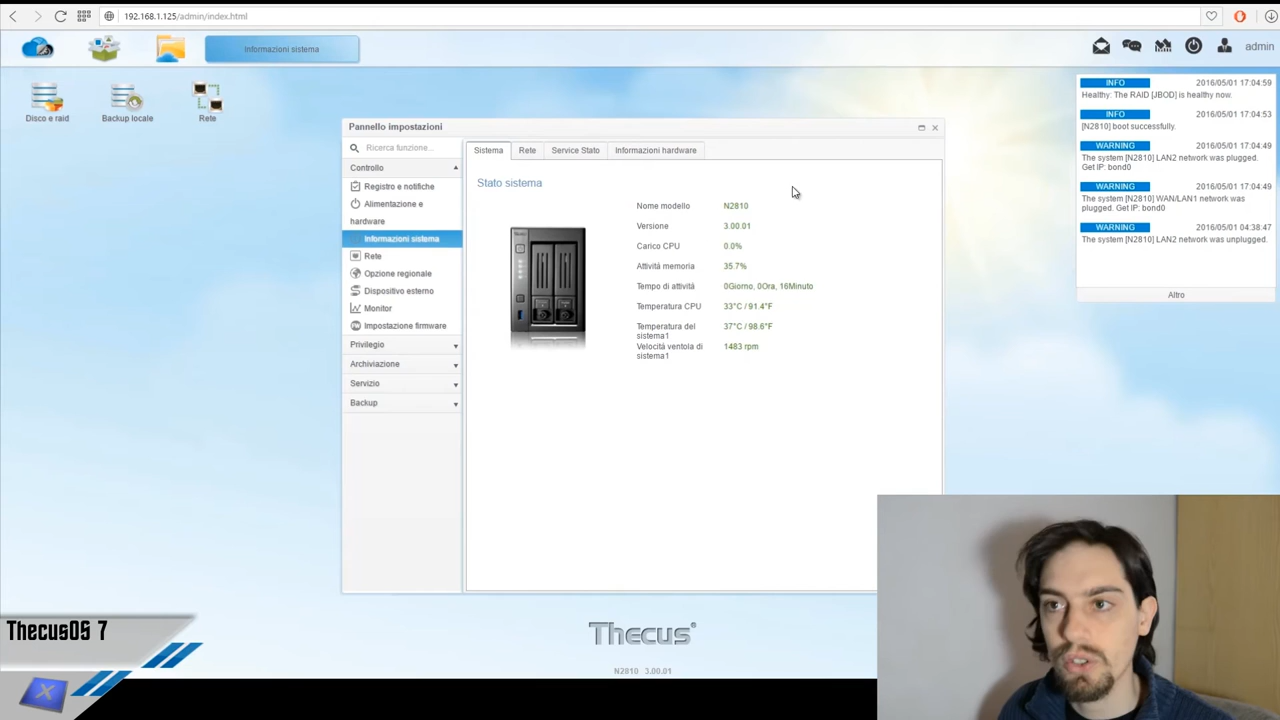 192.168.1.125/admin/index.html
Informazioni sistema
admin
Disco e raid
Backup locale
Rete
INFO 2016/05/01 17:04:59
Healthy: The RAID [JBOD] is healthy now.
INFO 2016/05/01 17:04:53
[N2810] boot successfully.
WARNING 2016/05/01 17:04:49
The system [N2810] LAN2 network was plugged.
Get IP: bond0
WARNING 2016/05/01 17:04:49
The system [N2810] WAN/LAN1 network was
plugged. Get IP: bond0
WARNING 2016/05/01 04:38:47
The system [N2810] LAN2 network was unplugged.
Altro
Pannello impostazioni
Ricerca funzione...
Controllo
Registro e notifiche
Alimentazione e
hardware
Informazioni sistema
Rete
Opzione regionale
Dispositivo esterno
Monitor
Impostazione firmware
Privilegio
Archiviazione
Servizio
Backup
Sistema
Rete
Service Stato
Informazioni hardware
Stato sistema
Nome modello N2810
Versione 3.00.01
Carico CPU 0.0%
Attività memoria 35.7%
Tempo di attività 0Giorno, 0Ora, 16Minuto
Temperatura CPU 33°C / 91.4°F
Temperatura del
sistema1 37°C / 98.6°F
Velocità ventola di
sistema1 1483 rpm
Thecus®
N2810 3.00.01
ThecusOS 7